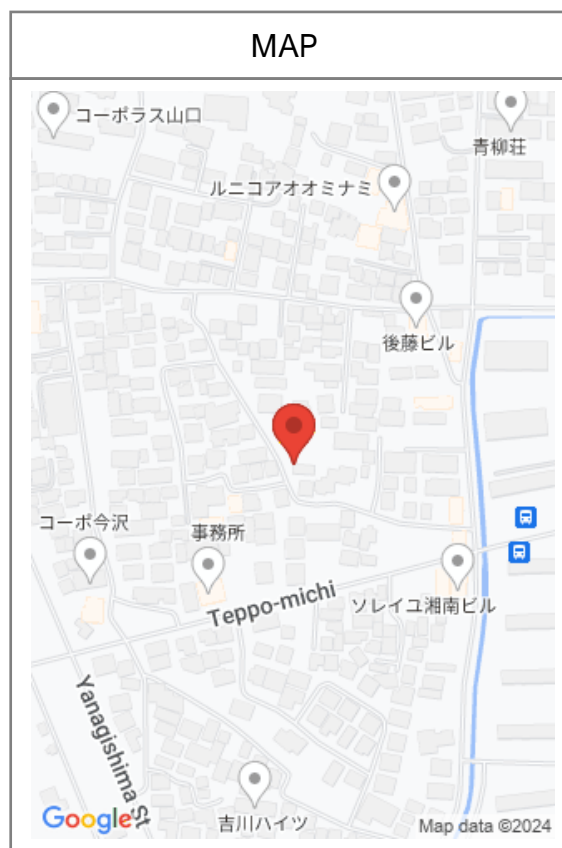 MAP
コーポラス山口
青柳荘
ルニコアオオミナミ
後藤ビル
コーポ今沢
事務所
Teppo-michi
ソレイユ湘南ビル
Yanagishima St
吉川ハイツ
Google
Map data ©2024